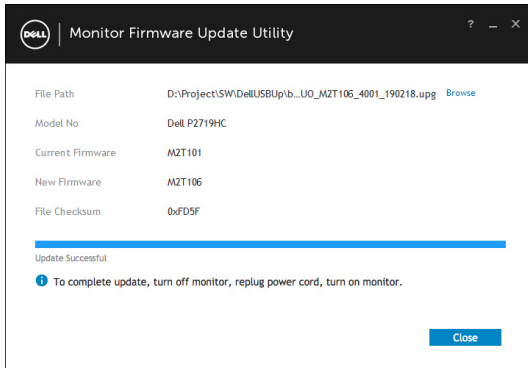 DELL Monitor Firmware Update Utility ?
File Path D:\Project\SW\DellUSBUp\b...UO_M2T106_4001_190218.upg Browse
Model No Dell P2719HC
Current Firmware M2T101
New Firmware M2T106
File Checksum 0xFD5F
Update Successful
To complete update, turn off monitor, replug power cord, turn on monitor.
Close